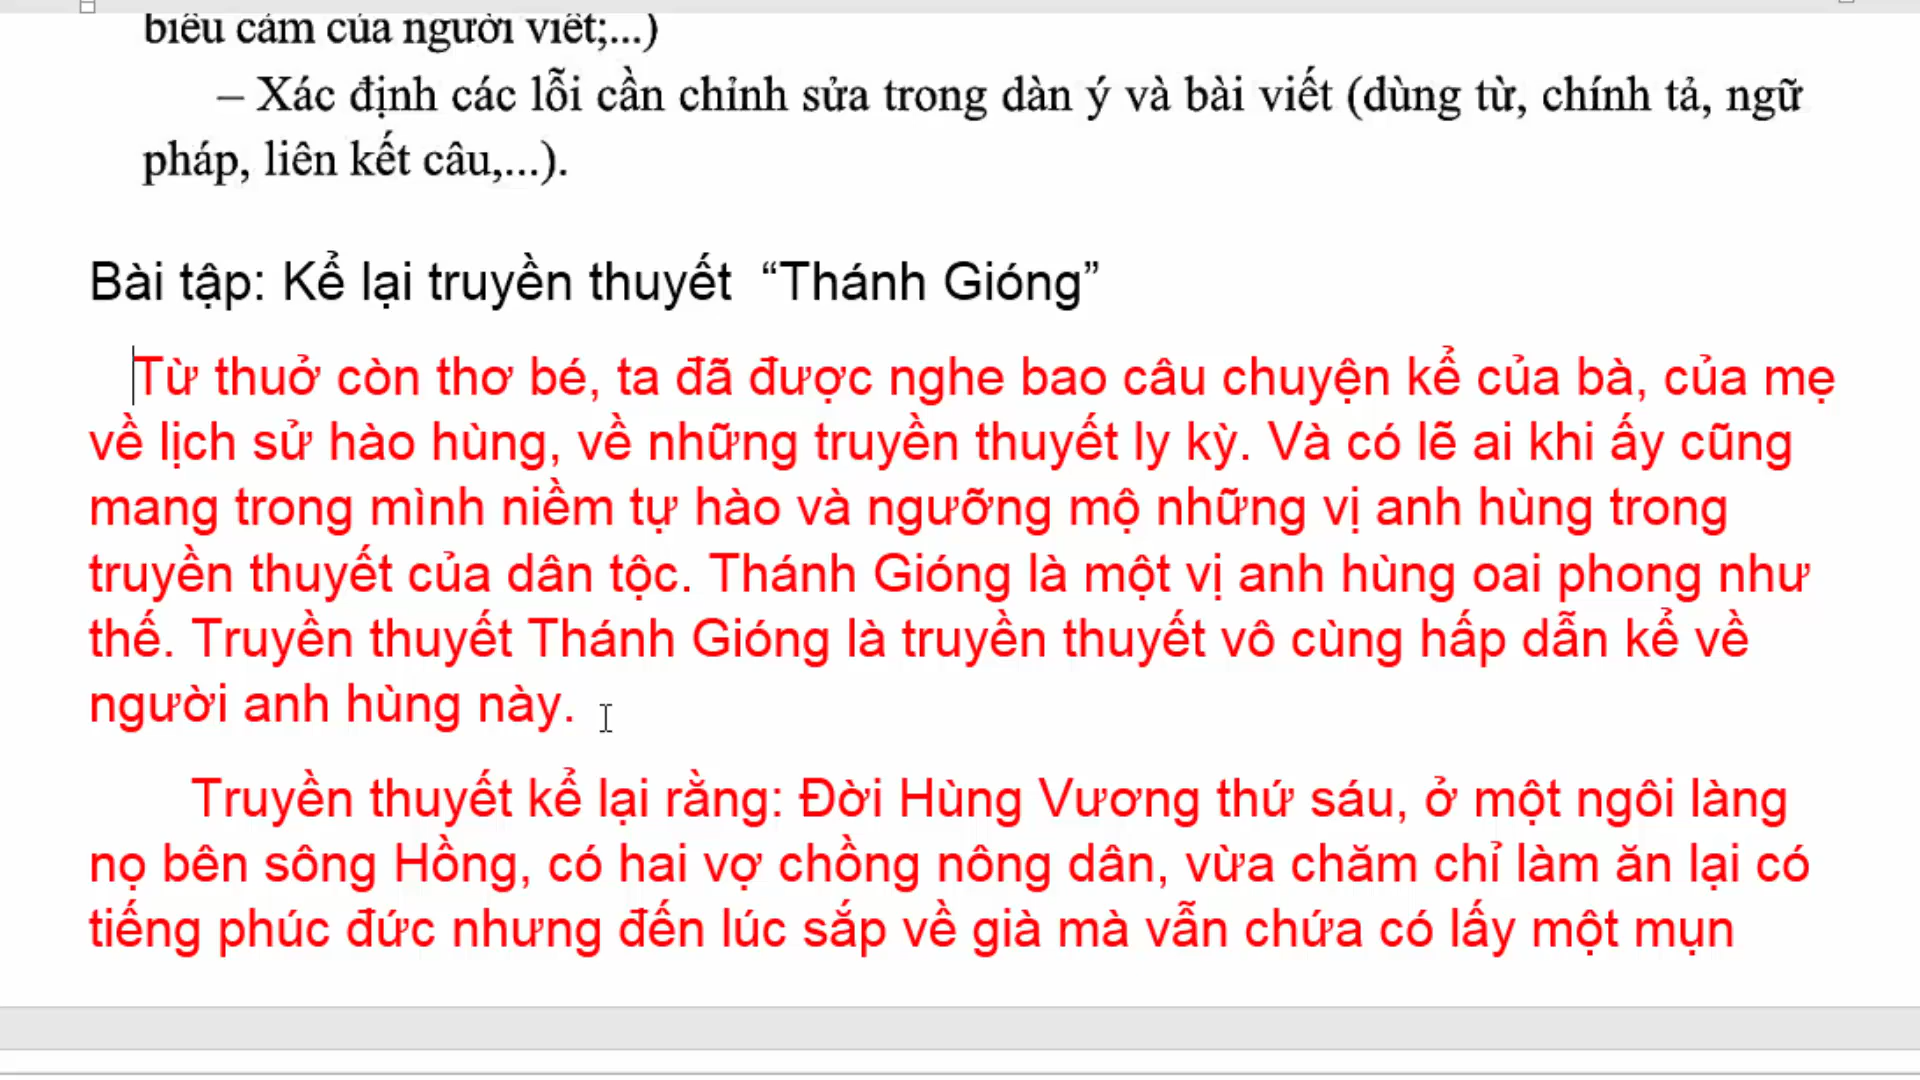 biểu cảm của người viết;...)
– Xác định các lỗi cần chỉnh sửa trong dàn ý và bài viết (dùng từ, chính tả, ngữ
pháp, liên kết câu,...).
Bài tập: Kể lại truyền thuyết “Thánh Gióng”
Từ thuở còn thơ bé, ta đã được nghe bao câu chuyện kể của bà, của mẹ
về lịch sử hào hùng, về những truyền thuyết ly kỳ. Và có lẽ ai khi ấy cũng
mang trong mình niềm tự hào và ngưỡng mộ những vị anh hùng trong
truyền thuyết của dân tộc. Thánh Gióng là một vị anh hùng oai phong như
thế. Truyền thuyết Thánh Gióng là truyền thuyết vô cùng hấp dẫn kể về
người anh hùng này.
Truyền thuyết kể lại rằng: Đời Hùng Vương thứ sáu, ở một ngôi làng
nọ bên sông Hồng, có hai vợ chồng nông dân, vừa chăm chỉ làm ăn lại có
tiếng phúc đức nhưng đến lúc sắp về già mà vẫn chứa có lấy một mụn